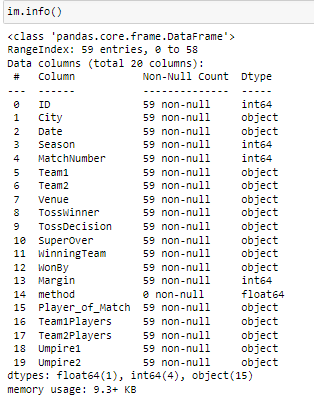 im.info()
<class 'pandas.core.frame.DataFrame'>
RangeIndex: 59 entries, 0 to 58
Data columns (total 20 columns):
 #   Column           Non-Null Count  Dtype
---  ------           --------------  -----
 0   ID               59 non-null     int64
 1   City             59 non-null     object
 2   Date             59 non-null     object
 3   Season           59 non-null     int64
 4   MatchNumber      59 non-null     int64
 5   Team1            59 non-null     object
 6   Team2            59 non-null     object
 7   Venue            59 non-null     object
 8   TossWinner       59 non-null     object
 9   TossDecision     59 non-null     object
 10  SuperOver        59 non-null     object
 11  WinningTeam      59 non-null     object
 12  WonBy            59 non-null     object
 13  Margin           59 non-null     int64
 14  method           0 non-null      float64
 15  Player_of_Match  59 non-null     object
 16  Team1Players     59 non-null     object
 17  Team2Players     59 non-null     object
 18  Umpire1          59 non-null     object
 19  Umpire2          59 non-null     object
dtypes: float64(1), int64(4), object(15)
memory usage: 9.3+ KB